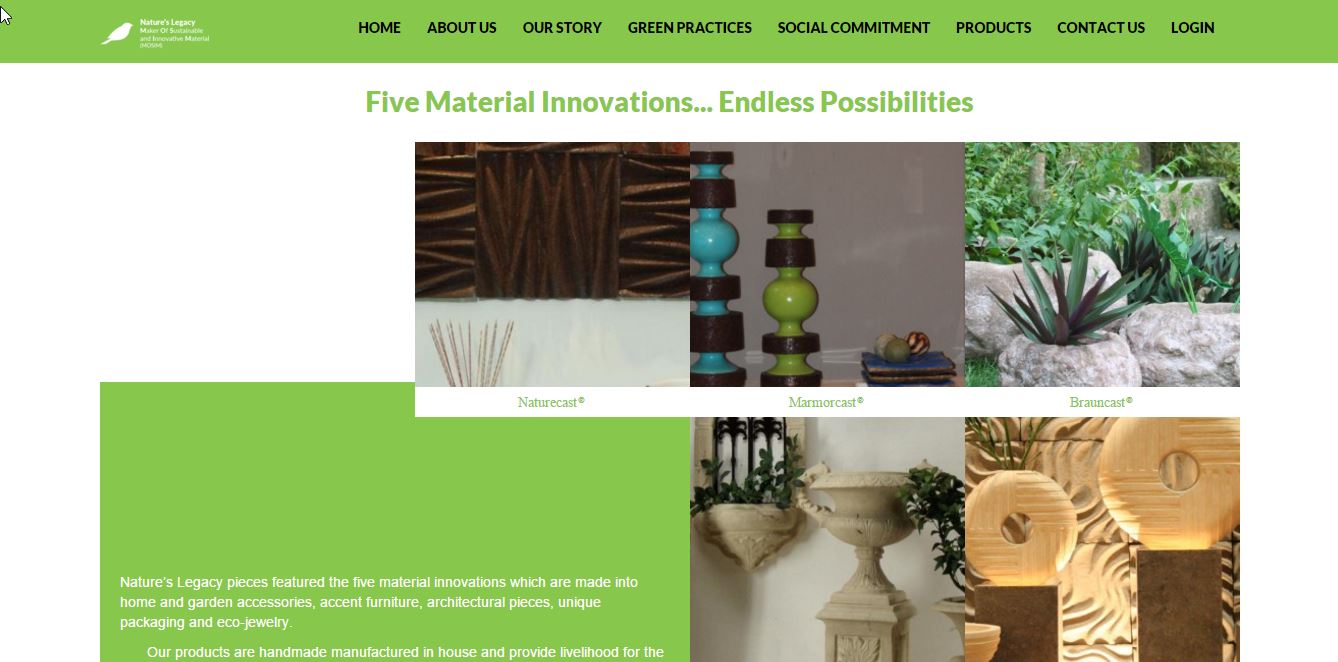 Nature's Legacy
Maker Of Sustainable
and Innovative Material
(MOSIM)
HOME ABOUT US OUR STORY GREEN PRACTICES SOCIAL COMMITMENT PRODUCTS CONTACT US LOGIN
Five Material Innovations... Endless Possibilities
Naturecast® Marmorcast® Brauncast®
Nature's Legacy pieces featured the five material innovations which are made into
home and garden accessories, accent furniture, architectural pieces, unique
packaging and eco-jewelry.
Our products are handmade manufactured in house and provide livelihood for the